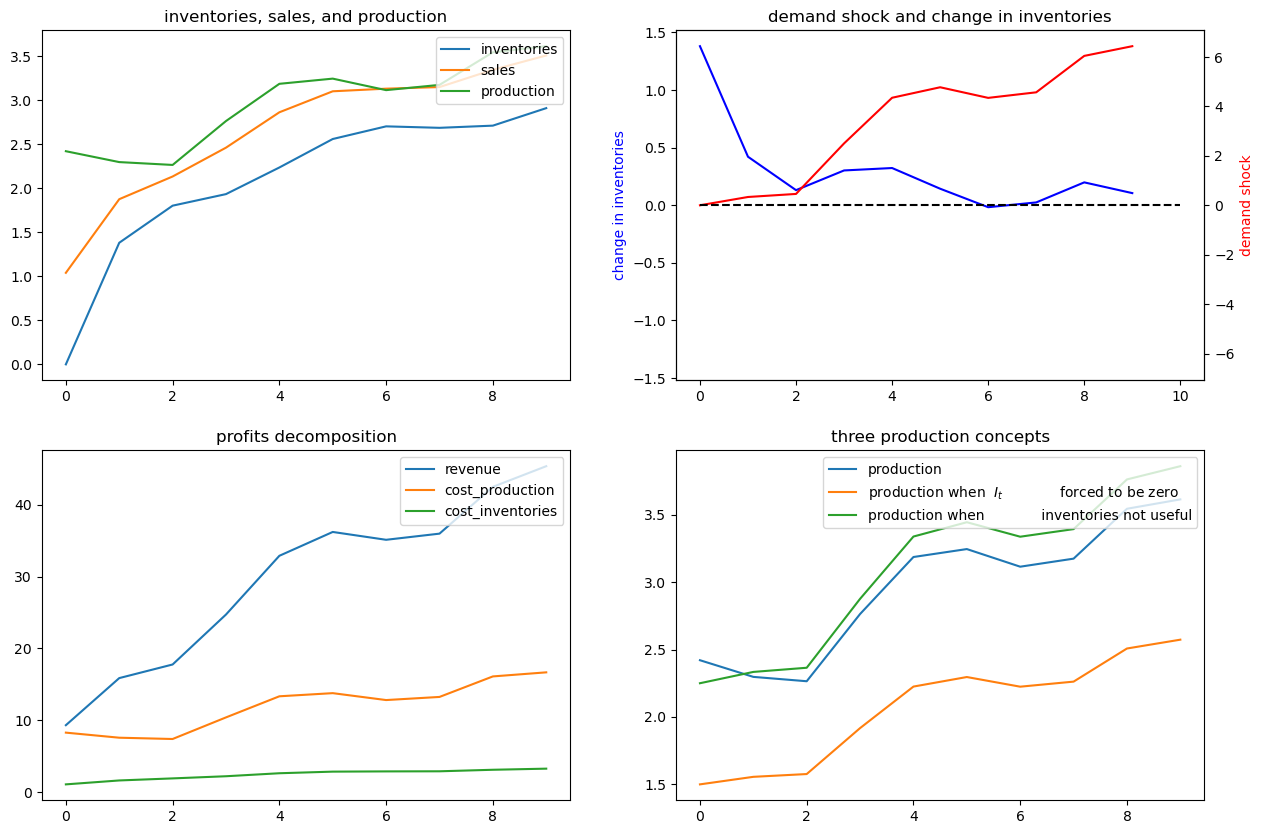 inventories, sales, and production
3.5
3.0
2.5
2.0
1.5
1.0
0.5
0.0
0 2 4 6 8
inventories
sales
production
demand shock and change in inventories
change in inventories
1.5
1.0
0.5
0.0
−0.5
−1.0
−1.5
0 2 4 6 8 10
6
4
2
0
−2
−4
−6
demand shock
profits decomposition
40
30
20
10
0
0 2 4 6 8
revenue
cost_production
cost_inventories
three production concepts
3.5
3.0
2.5
2.0
1.5
0 2 4 6 8
production
production when I_t forced to be zero
production when inventories not useful